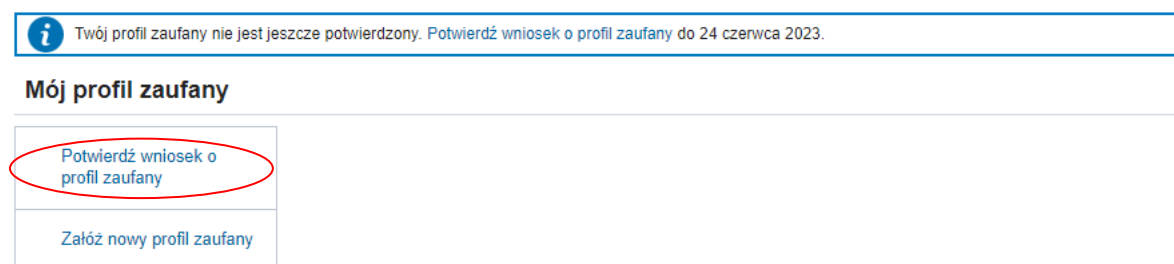 Twój profil zaufany nie jest jeszcze potwierdzony. Potwierdź wniosek o profil zaufany do 24 czerwca 2023.
Mój profil zaufany
Potwierdź wniosek o
profil zaufany
Załóż nowy profil zaufany